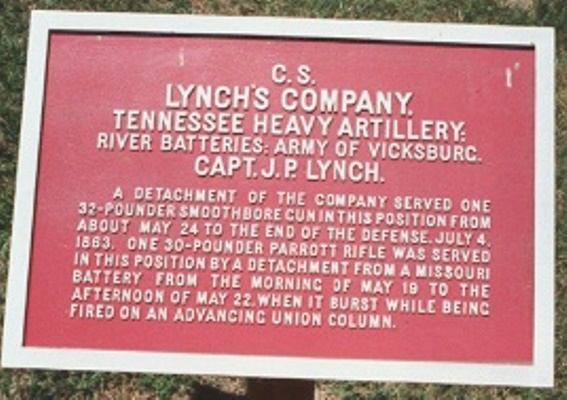 C. S.
LYNCH'S COMPANY,
TENNESSEE HEAVY ARTILLERY;
RIVER BATTERIES; ARMY OF VICKSBURG.
CAPT. J. P. LYNCH.
A DETACHMENT OF THE COMPANY SERVED ONE
32-POUNDER SMOOTHBORE GUN IN THIS POSITION FROM
ABOUT MAY 24 TO THE END OF THE DEFENSE, JULY 4,
1863. ONE 30-POUNDER PARROTT RIFLE WAS SERVED
IN THIS POSITION BY A DETACHMENT FROM A MISSOURI
BATTERY FROM THE MORNING OF MAY 19 TO THE
AFTERNOON OF MAY 22, WHEN IT BURST WHILE BEING
FIRED ON AN ADVANCING UNION COLUMN.